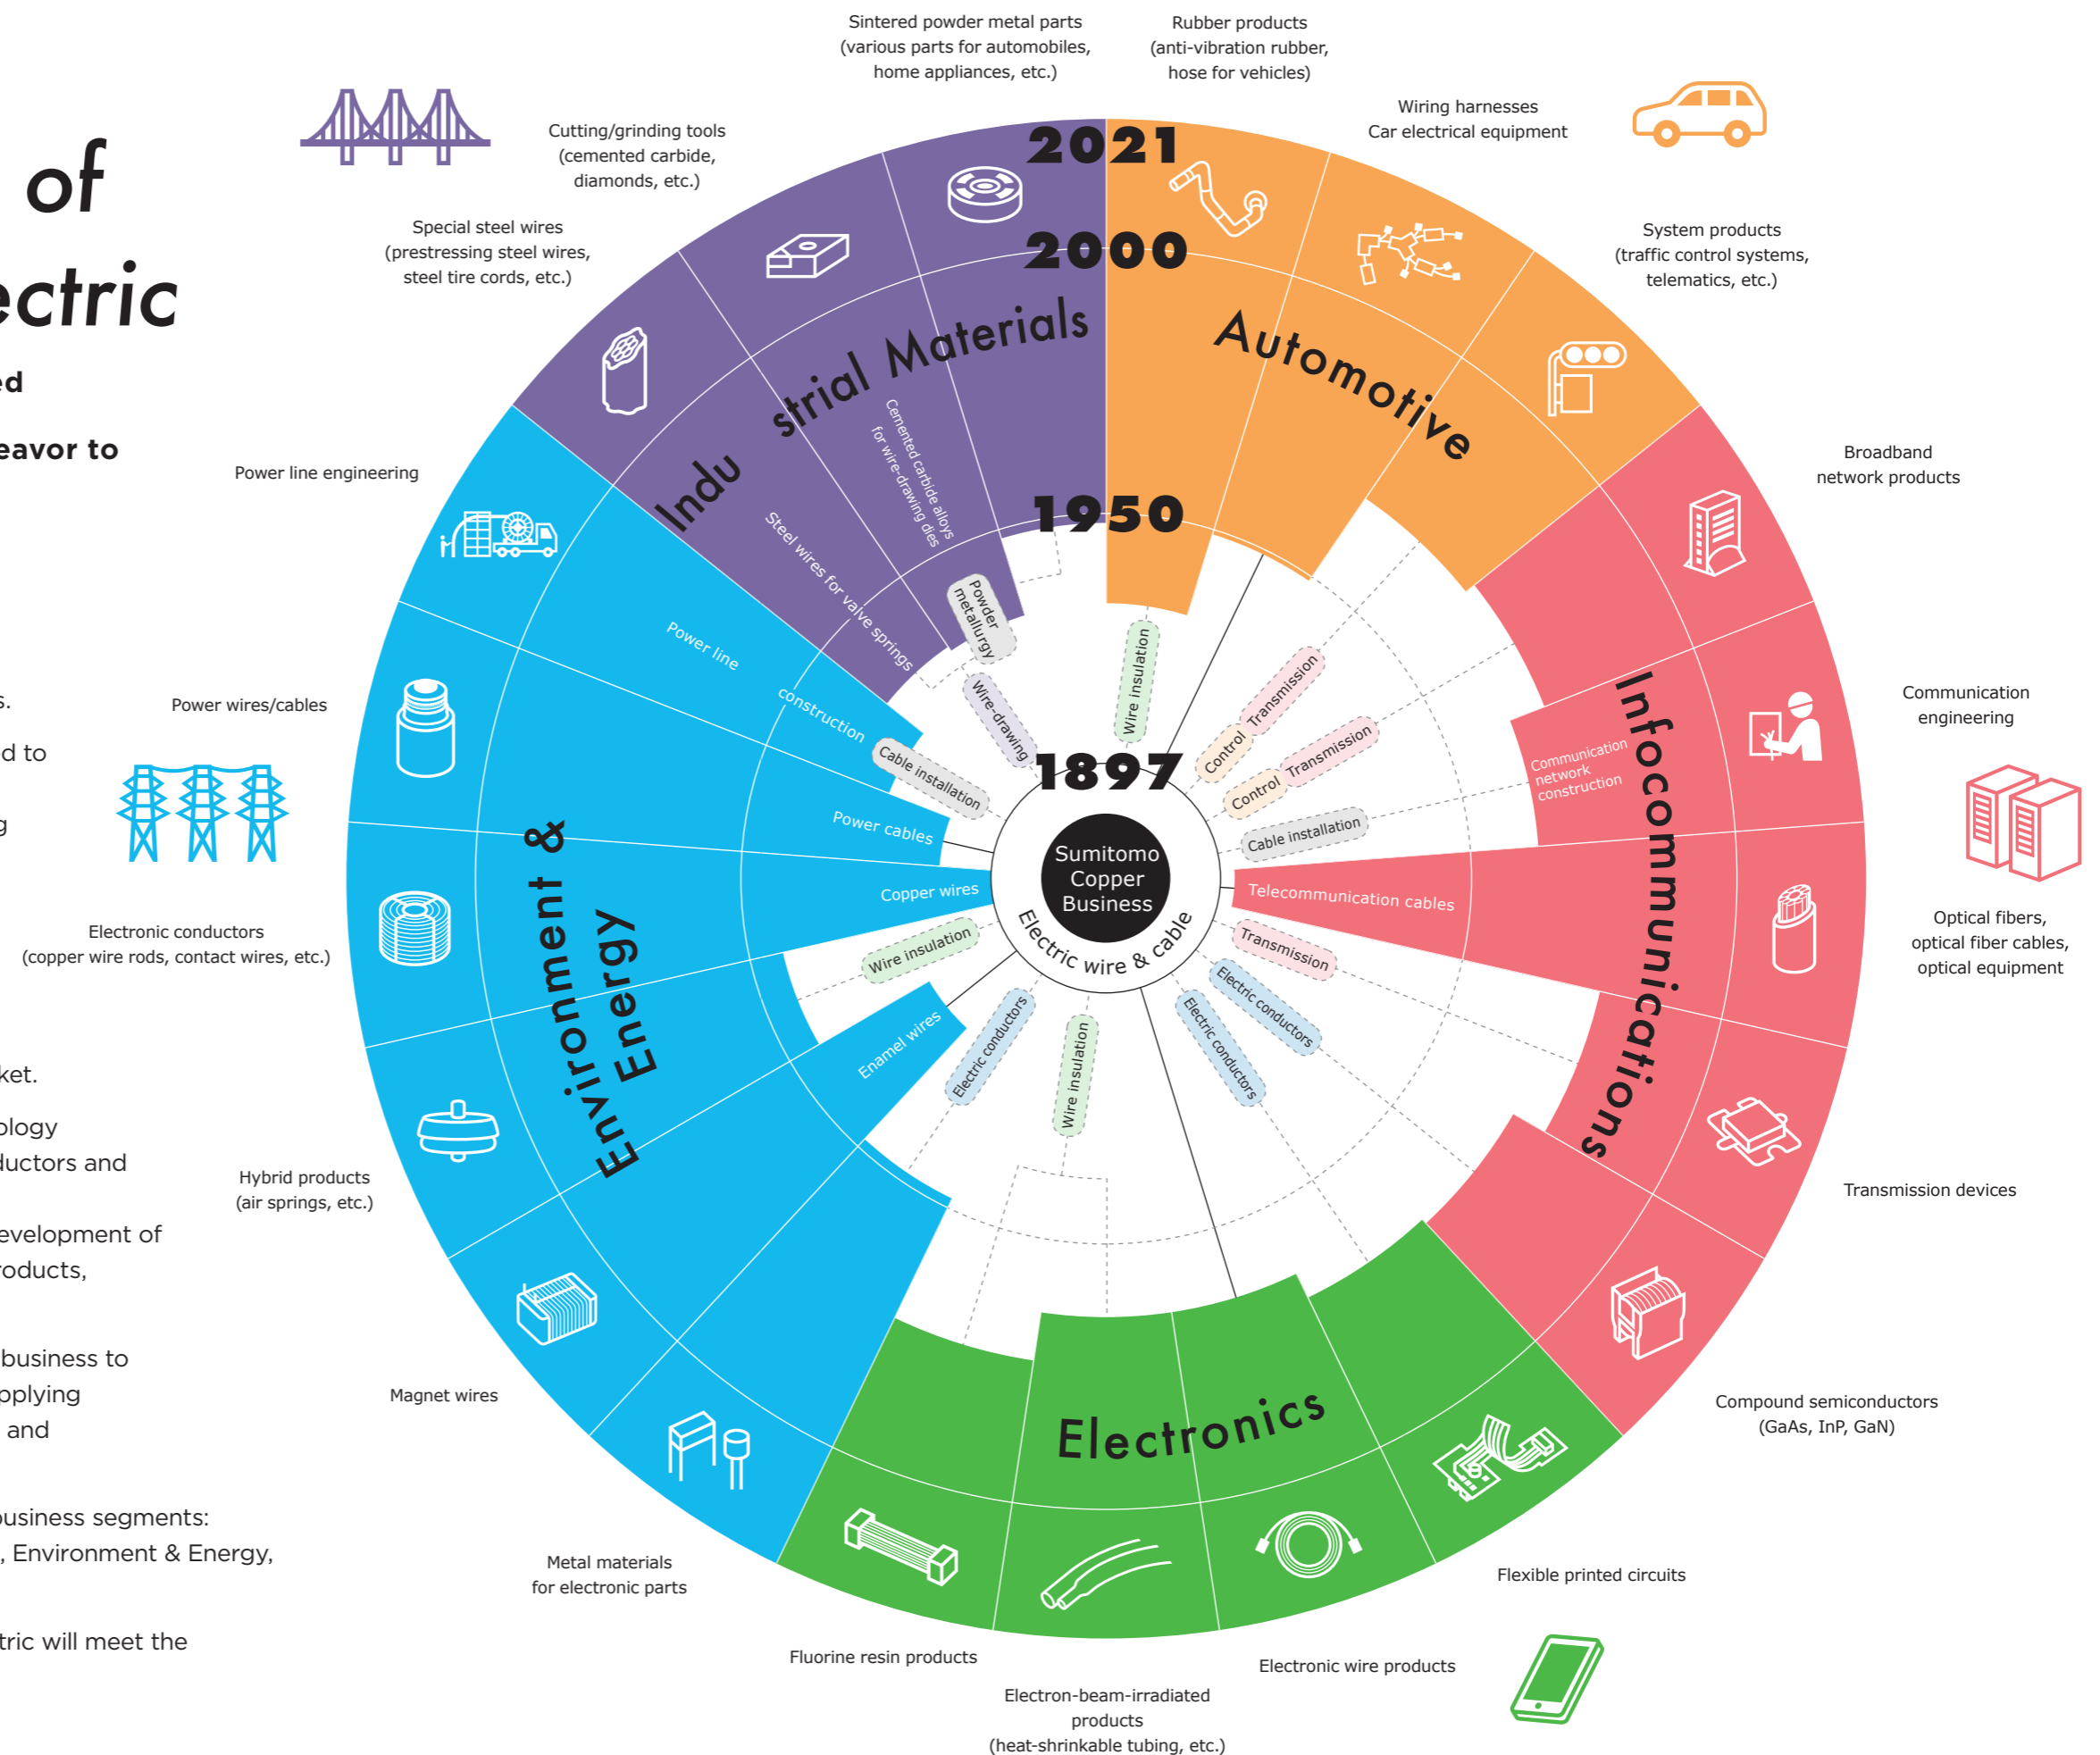 of
ectric
ed
eavor to
s.
d to
g
ket.
ology
ductors and
evelopment of
roducts,
business to
pplying
and
business segments:
, Environment & Energy,
tric will meet the
Sintered powder metal parts
(various parts for automobiles,
home appliances, etc.)
Rubber products
(anti-vibration rubber,
hose for vehicles)
Wiring harnesses
Car electrical equipment
Cutting/grinding tools
(cemented carbide,
diamonds, etc.)
Special steel wires
(prestressing steel wires,
steel tire cords, etc.)
System products
(traffic control systems,
telematics, etc.)
Broadband
network products
Communication
engineering
Optical fibers,
optical fiber cables,
optical equipment
Transmission devices
Compound semiconductors
(GaAs, InP, GaN)
Flexible printed circuits
Electronic wire products
Electron-beam-irradiated
products
(heat-shrinkable tubing, etc.)
Fluorine resin products
Metal materials
for electronic parts
Magnet wires
Hybrid products
(air springs, etc.)
Electronic conductors
(copper wire rods, contact wires, etc.)
Power wires/cables
Power line engineering
2021
2000
1950
1897
Industrial Materials
Automotive
Infocommunications
Electronics
Environment &
Energy
Cemented carbide alloys
for wire-drawing dies
Steel wires for valve springs
Powder
metallurgy
Wire-drawing
Power line
construction
Cable installation
Power cables
Copper wires
Wire insulation
Enamel wires
Electric conductors
Wire insulation
Electric conductors
Electric conductors
Transmission
Telecommunication cables
Cable installation
Communication
network
construction
Control
Transmission
Control
Transmission
Wire insulation
Sumitomo
Copper
Business
Electric wire & cable